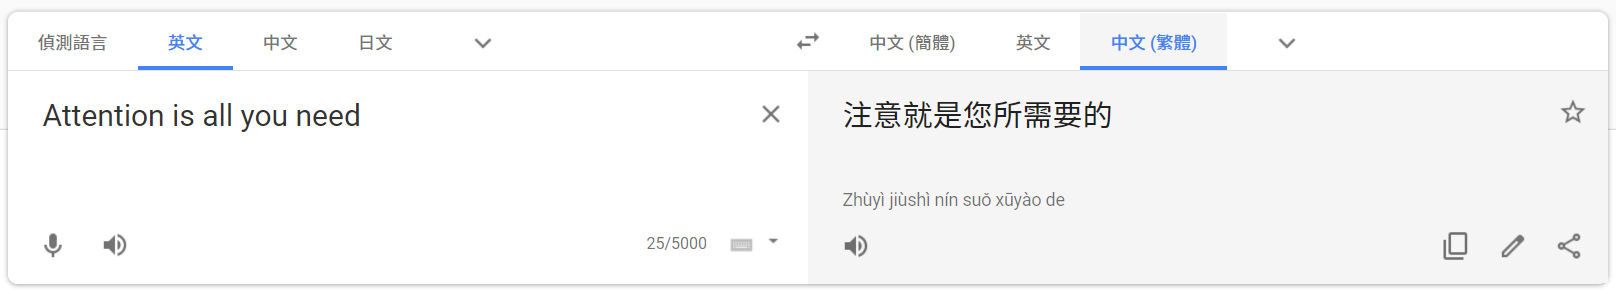 偵測語言 英文 中文 日文 中文 (簡體) 英文 中文 (繁體)
Attention is all you need
注意就是您所需要的
Zhùyì jiùshì nín suǒ xūyào de
25/5000